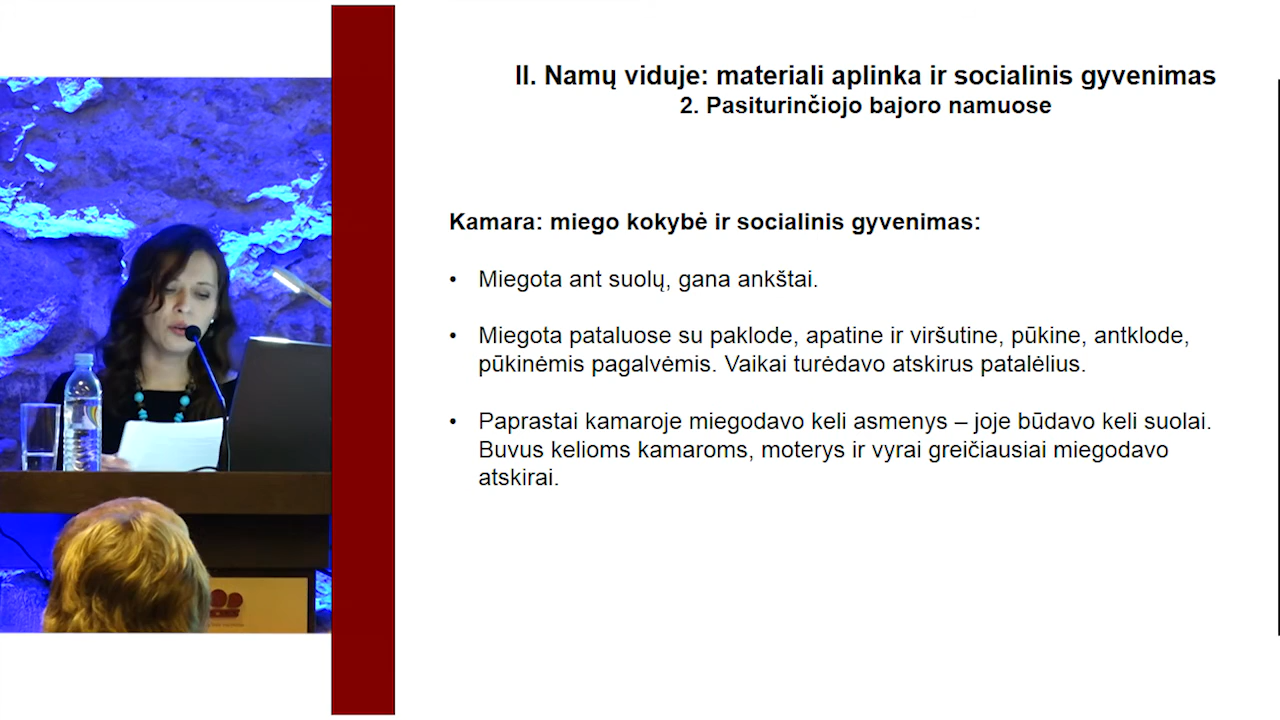 II. Namų viduje: materiali aplinka ir socialinis gyvenimas
2. Pasiturinčiojo bajoro namuose
Kamara: miego kokybė ir socialinis gyvenimas:
• Miegota ant suolų, gana ankštai.
• Miegota pataluose su paklode, apatine ir viršutine, pūkine, antklode,
pūkinėmis pagalvėmis. Vaikai turėdavo atskirus patalėlius.
• Paprastai kamaroje miegodavo keli asmenys – joje būdavo keli suolai.
Buvus kelioms kamaroms, moterys ir vyrai greičiausiai miegodavo
atskirai.